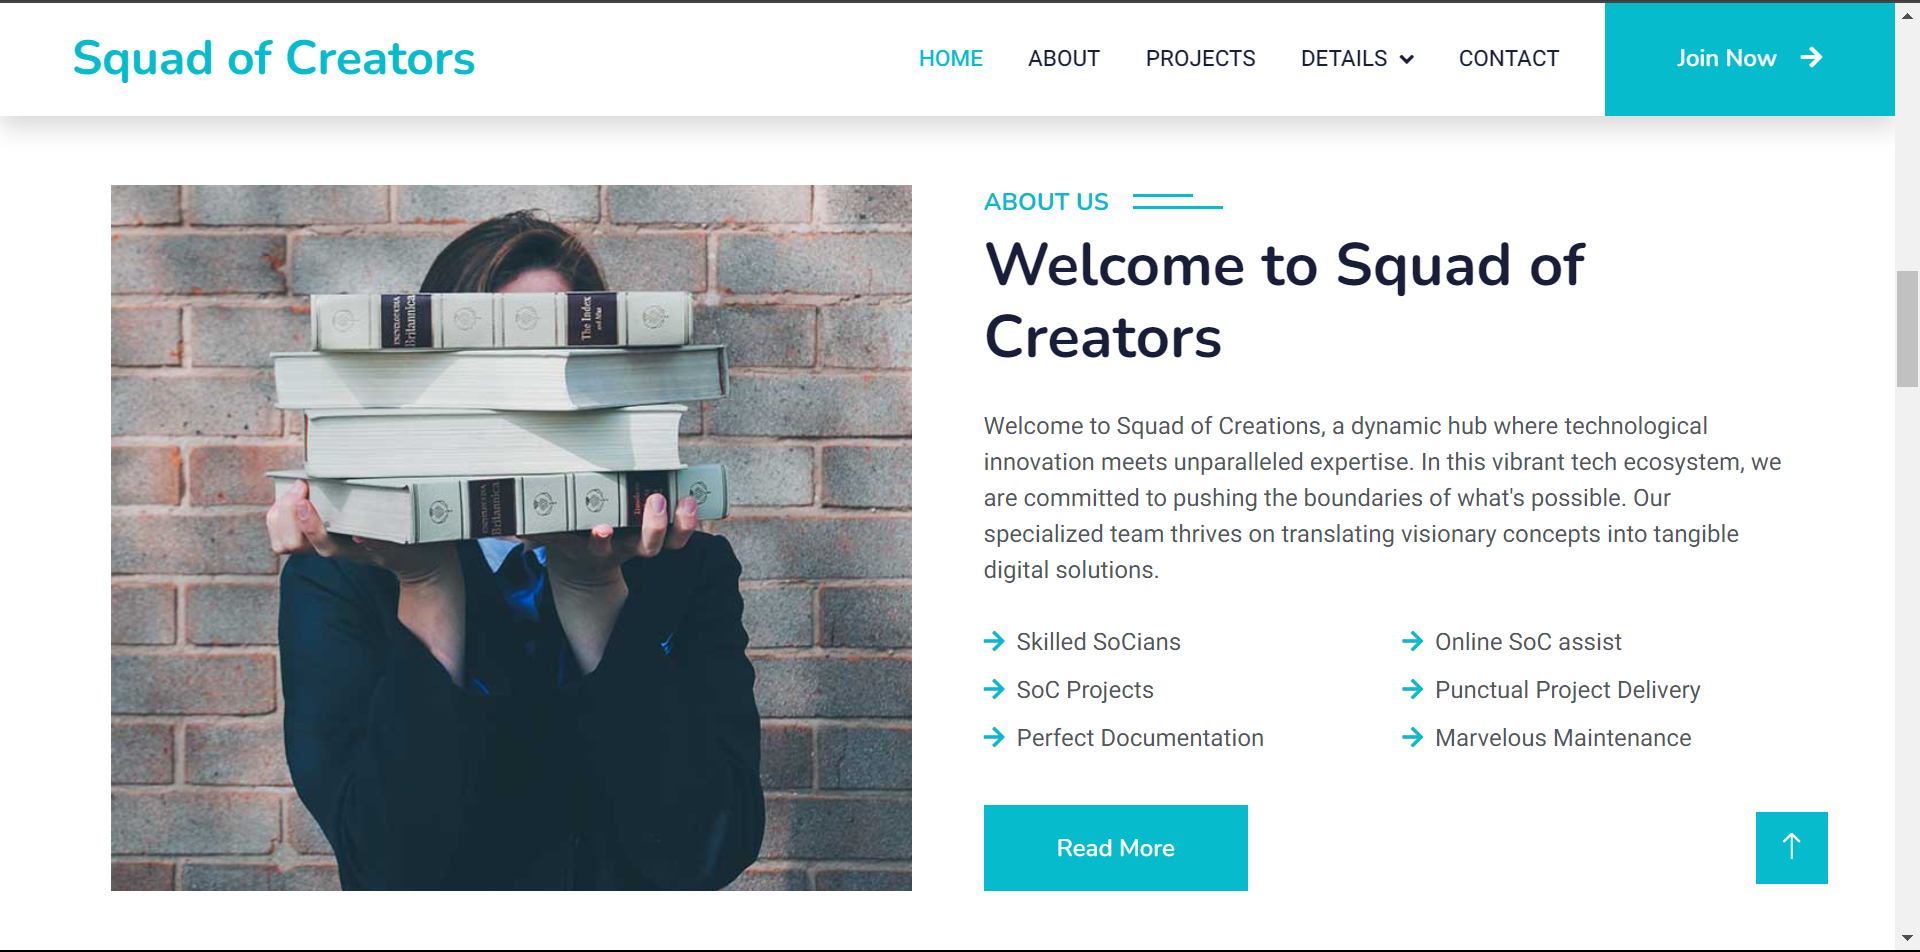 Squad of Creators
HOME
ABOUT
PROJECTS
DETAILS
CONTACT
Join Now
ABOUT US
Welcome to Squad of
Creators
Welcome to Squad of Creations, a dynamic hub where technological
innovation meets unparalleled expertise. In this vibrant tech ecosystem, we
are committed to pushing the boundaries of what's possible. Our
specialized team thrives on translating visionary concepts into tangible
digital solutions.
Skilled SoCians
Online SoC assist
SoC Projects
Punctual Project Delivery
Perfect Documentation
Marvelous Maintenance
Read More
ENCYCLOPÆDIA
Britannica
The Index
ENCYCLOPÆDIA
Britannica